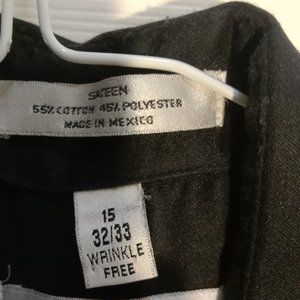 SATEEN
55% COTTON 45% POLYESTER
MADE IN MEXICO
15
32/33
WRINKLE
FREE